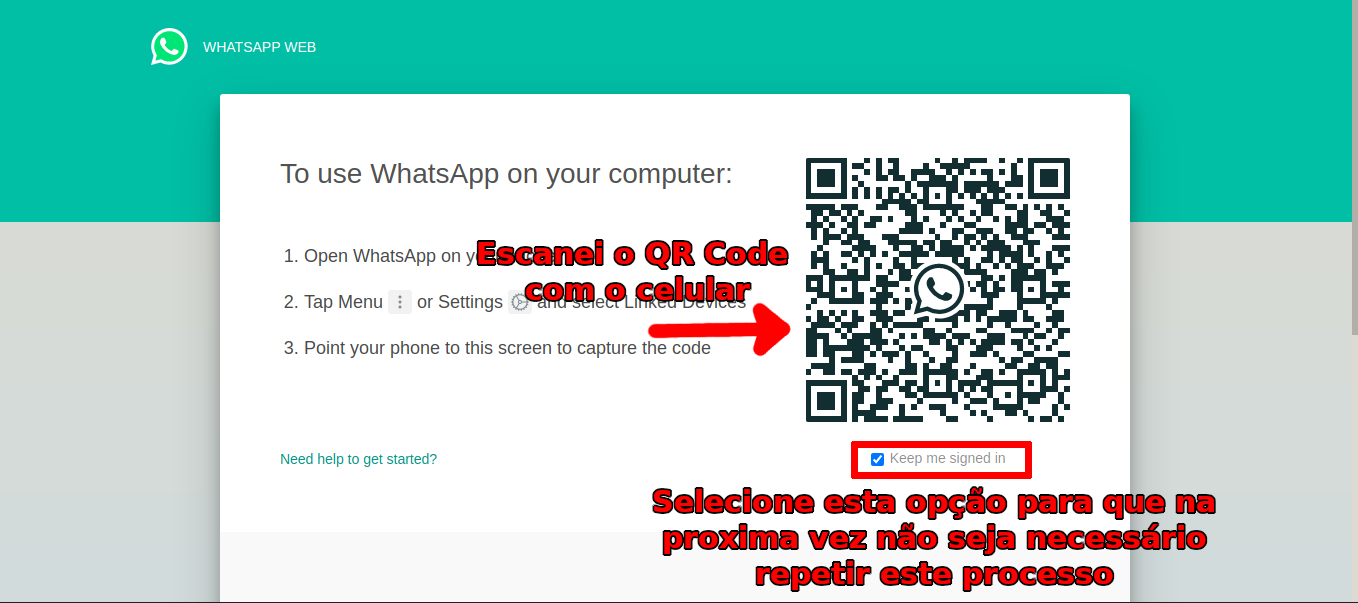 WHATSAPP WEB
To use WhatsApp on your computer:
1. Open WhatsApp on
Escanei o QR Code
com o celular
2. Tap Menu or Settings and select Linked Devices
3. Point your phone to this screen to capture the code
Need help to get started?
Keep me signed in
Selecione esta opção para que na
proxima vez não seja necessário
repetir este processo